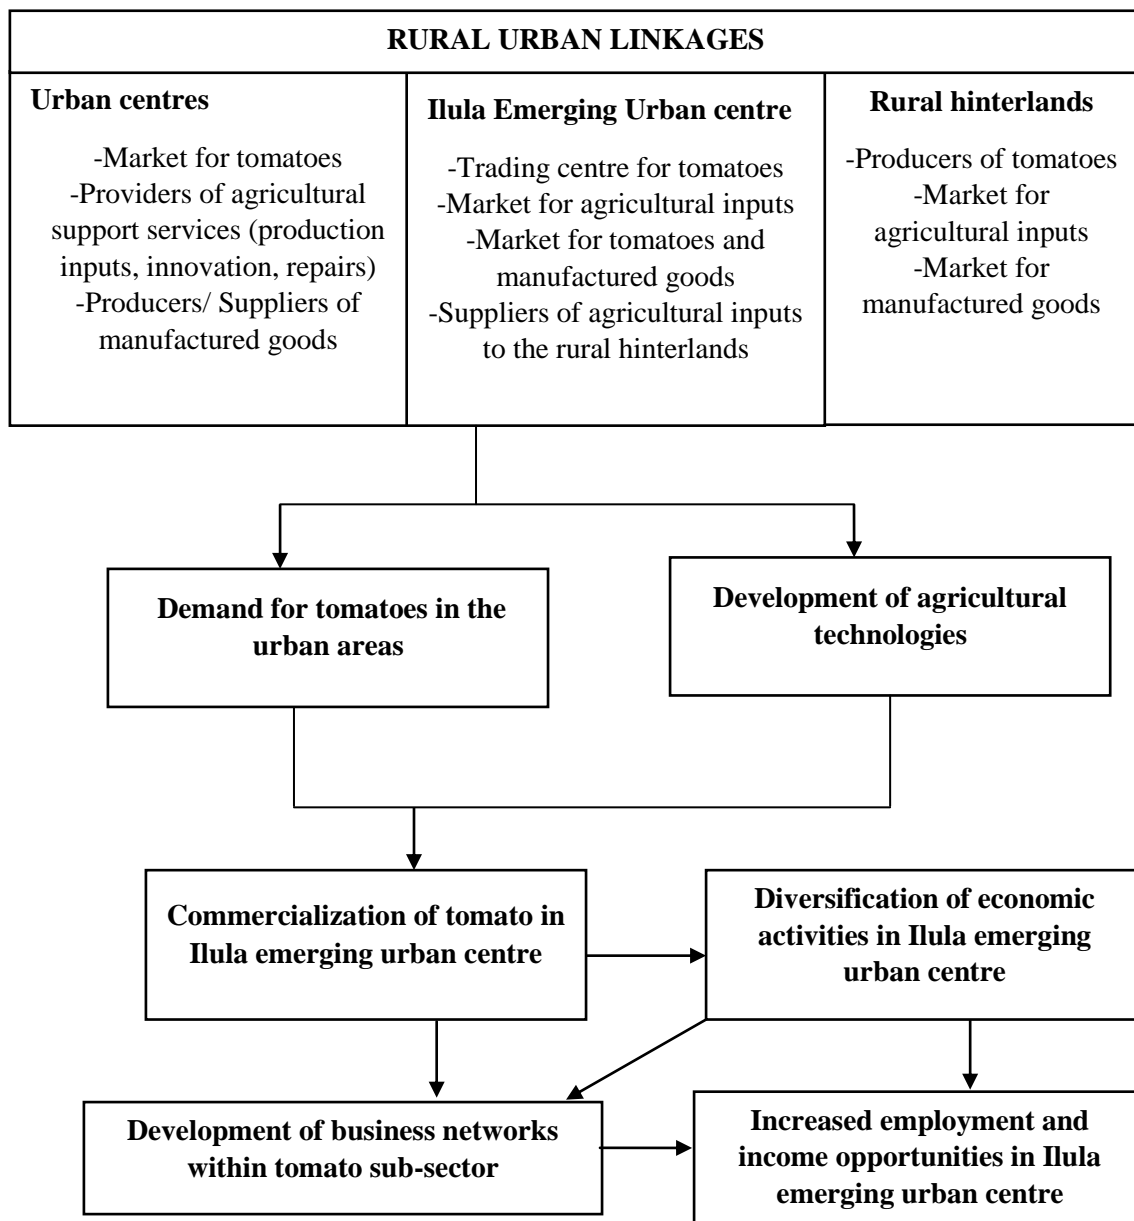 RURAL URBAN LINKAGES
Urban centres
-Market for tomatoes
-Providers of agricultural
support services (production
inputs, innovation, repairs)
-Producers/ Suppliers of
manufactured goods
Ilula Emerging Urban centre
-Trading centre for tomatoes
-Market for agricultural inputs
-Market for tomatoes and
manufactured goods
-Suppliers of agricultural inputs
to the rural hinterlands
Rural hinterlands
-Producers of tomatoes
-Market for
agricultural inputs
-Market for
manufactured goods
Demand for tomatoes in the
urban areas
Development of agricultural
technologies
Commercialization of tomato in
Ilula emerging urban centre
Diversification of economic
activities in Ilula emerging
urban centre
Development of business networks
within tomato sub-sector
Increased employment and
income opportunities in Ilula
emerging urban centre